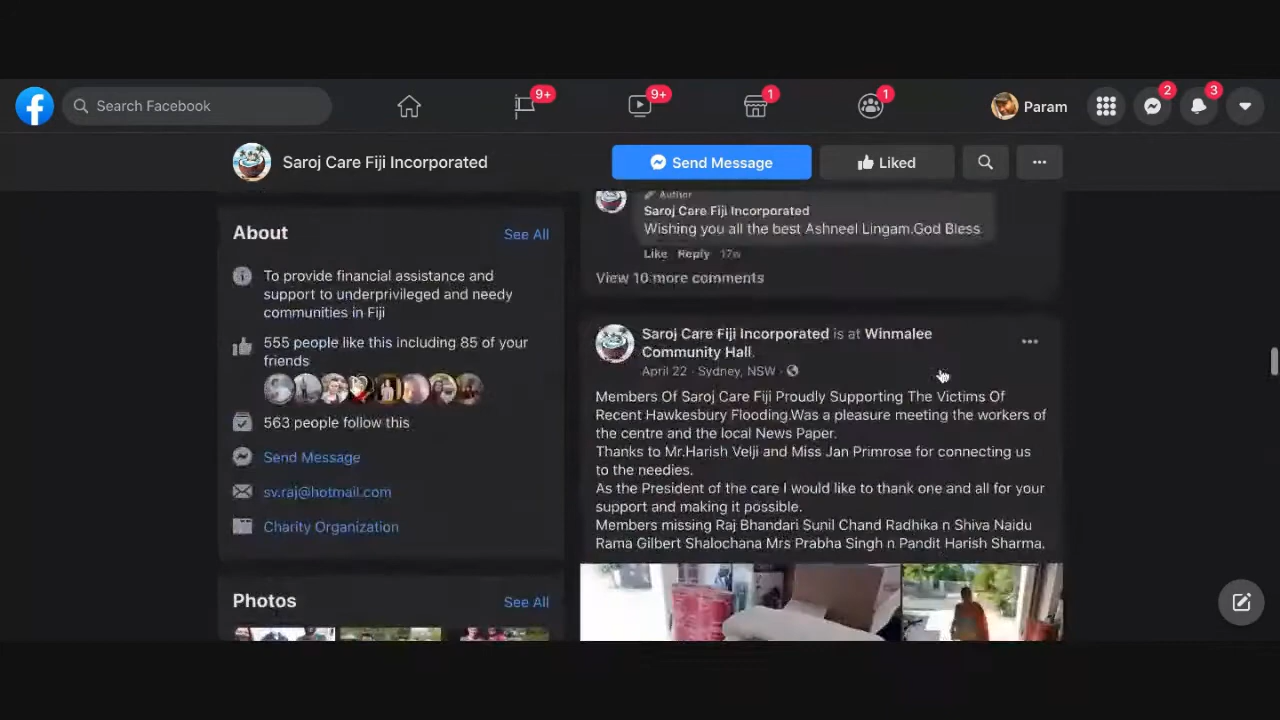 Search Facebook
9+
9+
1
1
Param
2
3
Saroj Care Fiji Incorporated
Send Message
Liked
About
See All
To provide financial assistance and
support to underprivileged and needy
communities in Fiji
555 people like this including 85 of your
friends
563 people follow this
Send Message
sv.raj@hotmail.com
Charity Organization
Photos
See All
Author
Saroj Care Fiji Incorporated
Wishing you all the best Ashneel Lingam.God Bless
Like Reply 17w
View 10 more comments
Saroj Care Fiji Incorporated is at Winmalee
Community Hall.
April 22 · Sydney, NSW ·
Members Of Saroj Care Fiji Proudly Supporting The Victims Of
Recent Hawkesbury Flooding.Was a pleasure meeting the workers of
the centre and the local News Paper.
Thanks to Mr.Harish Velji and Miss Jan Primrose for connecting us
to the needies.
As the President of the care I would like to thank one and all for your
support and making it possible.
Members missing Raj Bhandari Sunil Chand Radhika n Shiva Naidu
Rama Gilbert Shalochana Mrs Prabha Singh n Pandit Harish Sharma.